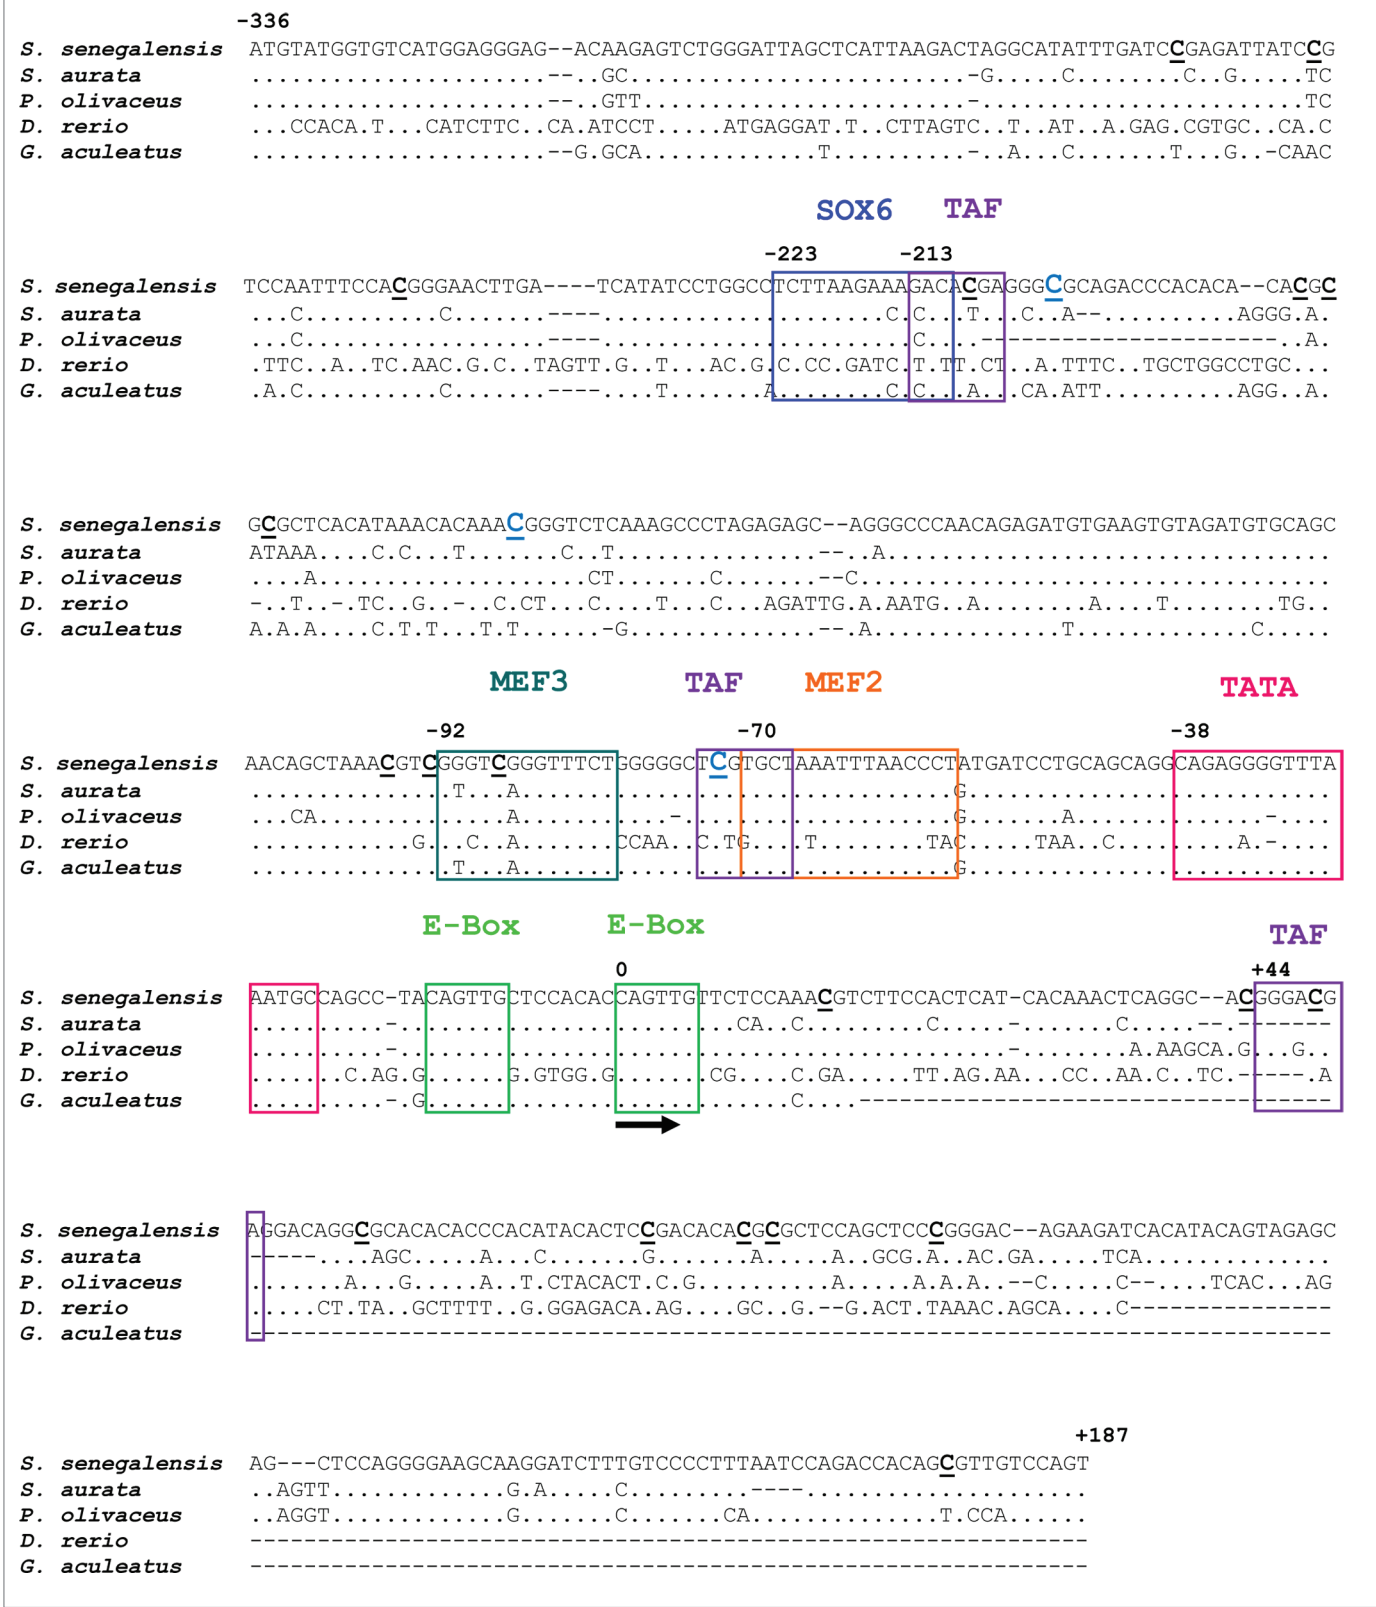 -336
S. senegalensis ATGTATGGTGTCATGGAGGGAG--ACAAGAGTCTGGGATTAGCTCATTAAGACTAGGCATATTTGATCCGAGATTATCCG
S. aurata ......................--..GC..........................-G.....C........C..G.....TC
P. olivaceus ......................--..GTT.........................-........................TC
D. rerio ...CCACA.T...CATCTTC..CA.ATCCT.....ATGAGGAT.T..CTTAGTC..T..AT..A.GAG.CGTGC..CA.C
G. aculeatus ......................--G.GCA.............T..........-..A...C.......T...G..-CAAC
SOX6 TAF
-223 -213
S. senegalensis TCCAATTTCCACGGGAACTTGA----TCATATCCTGGCCTCTTAAGAAAGACACGAGGGCGCAGACCCACACA--CACGC
S. aurata ...C..........C.......----...................C.C...T...C..A--..........AGGG.A.
P. olivaceus ...C..................----.....................C....--------------------..A.
D. rerio .TTC..A..TC.AAC.G.C..TAGTT.G..T...AC.G.C.CC.GATC.T.TT.CT..A.TTTC..TGCTGGCCTGC...
G. aculeatus .A.C..........C.......----....T.......A........C.C...A...CA.ATT..........AGG..A.
S. senegalensis GCGCTCACATAAACACAAACGGGTCTCAAAGCCCTAGAGAGC--AGGGCCCAACAGAGATGTGAAGTGTAGATGTGCAGC
S. aurata ATAAA....C.C...T.......C..T...............--..A.................................
P. olivaceus ....A....................CT.......C.......--C...................................
D. rerio -..T..-.TC..G..-..C.CT...C....T...C...AGATTG.A.AATG..A........A....T........TG..
G. aculeatus A.A.A....C.T.T...T.T......-G..............--.A..............T.............C.....
MEF3 TAF MEF2 TATA
-92 -70 -38
S. senegalensis AACAGCTAAACGTCGGGTCGGGTTTCTGGGGGCTCGTGCTAAATTTAACCCTATGATCCTGCAGCAGGCAGAGGGGTTTA
S. aurata ...............T...A................................G...........................
P. olivaceus ...CA..............A...........-....................G.......A..............-....
D. rerio ............G...C..A.......CCAA..C.TG....T........TAC.....TAA..C.........A.-....
G. aculeatus ...............T...A................................G...........................
E-Box E-Box TAF
0 +44
S. senegalensis AATGCCAGCC-TACAGTTGCTCCACACCAGTTGTTCTCCAAACGTCTTCCACTCAT-CACAAACTCAGGC--ACGGGACG
S. aurata ..........-.........................CA..C.........C.....-.......C.....--.-------
P. olivaceus ..........-.............................................-........A.AAGCA.G...G..
D. rerio .......C.AG.G......G.GTGG.G.......CG....C.GA.....TT.AG.AA...CC..AA.C..TC.-----.A
G. aculeatus ..........-.G...........................C....-----------------------------------
S. senegalensis AGGACAGGCGCACACACCCACATACACTCCGACACACGCGCTCCAGCTCCCGGGAC--AGAAGATCACATACAGTAGAGC
S. aurata -----....AGC.....A...C.......G.......A.....A..GCG.A..AC.GA.....TCA..............
P. olivaceus .......A...G.....A..T.CTACACT.C.G..........A.....A.A.A..--C.....C--....TCAC...AG
D. rerio .....CT.TA..GCTTTT..G.GGAGACA.AG....GC..G.--G.ACT.TAAAC.AGCA....C---------------
G. aculeatus --------------------------------------------------------------------------------
+187
S. senegalensis AG---CTCCAGGGGAAGCAAGGATCTTTGTCCCCTTTAATCCAGACCACAGCGTTGTCCAGT
S. aurata ..AGTT.............G.A.....C.........----.....................
P. olivaceus ..AGGT.............G.......C.......CA..............T.CCA......
D. rerio --------------------------------------------------------------
G. aculeatus --------------------------------------------------------------